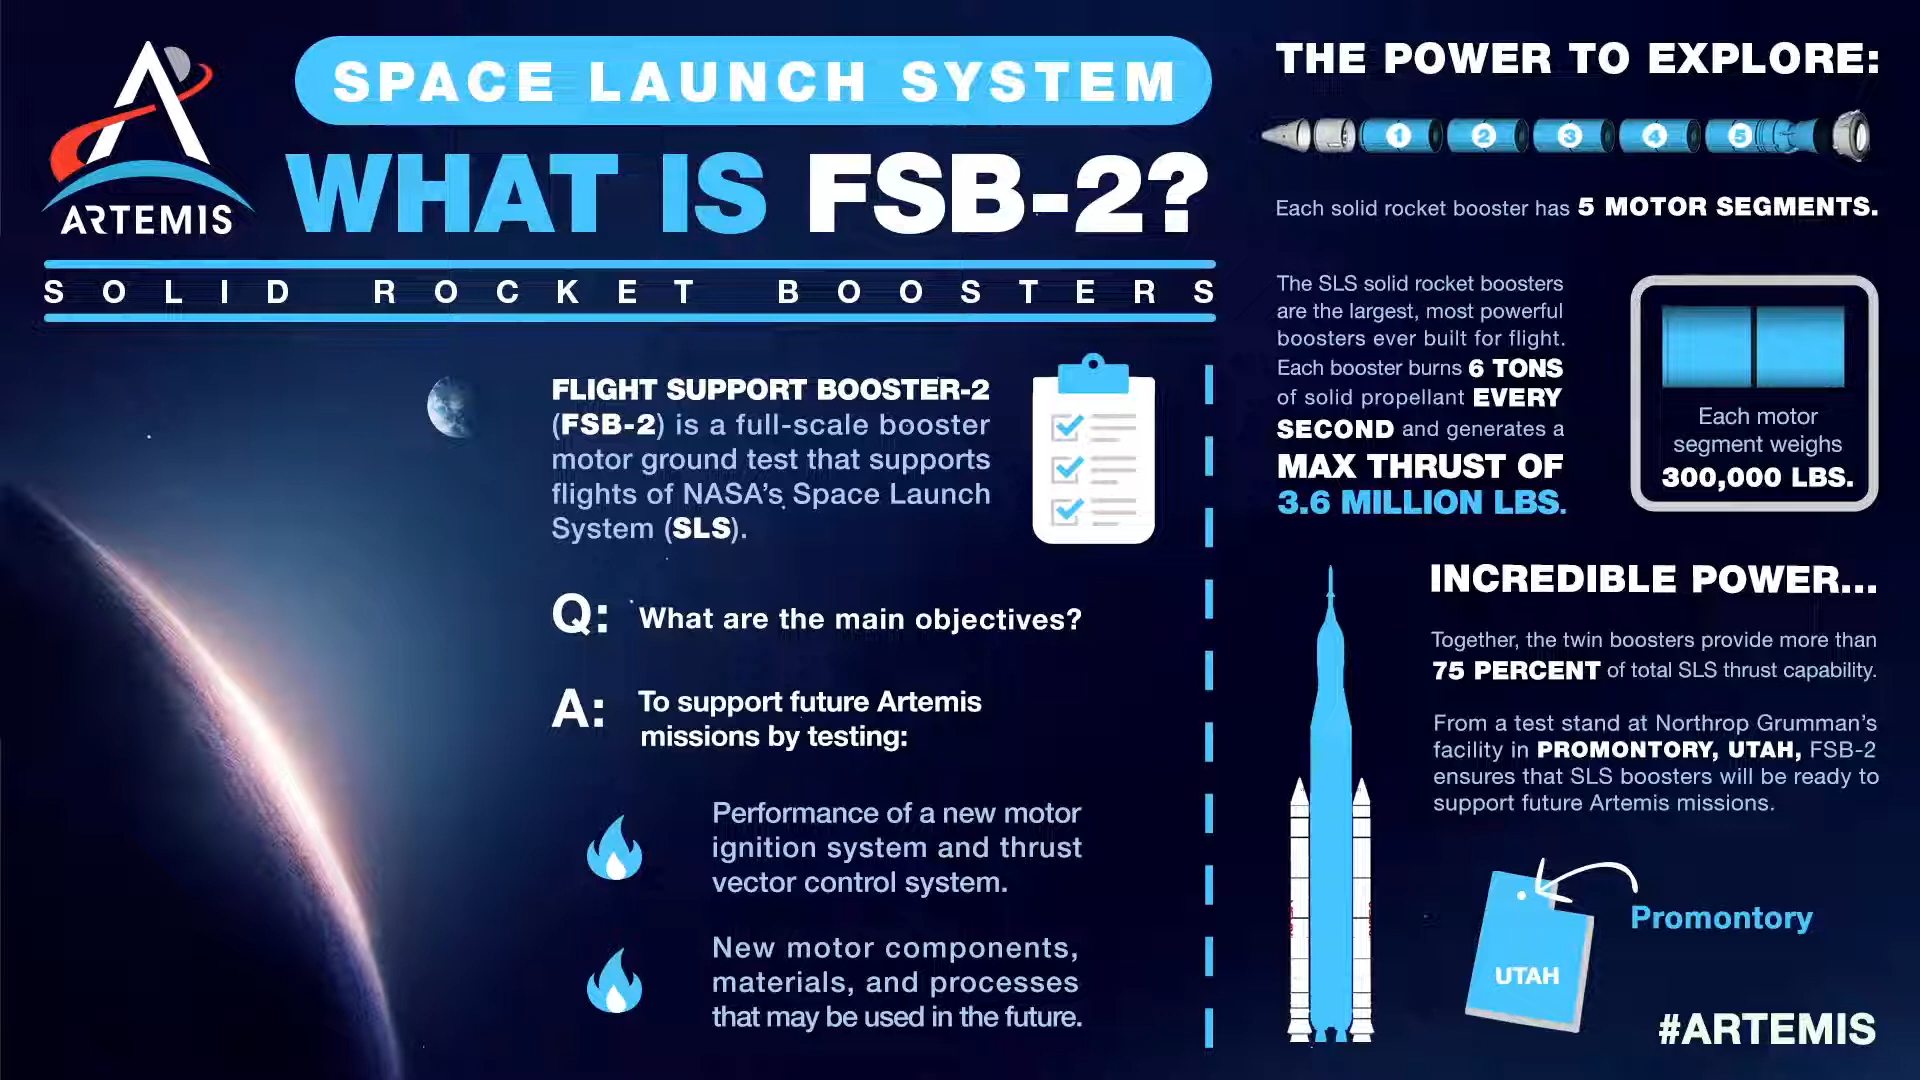 ARTEMIS
SPACE LAUNCH SYSTEM
WHAT IS FSB-2?
SOLID ROCKET BOOSTERS
FLIGHT SUPPORT BOOSTER-2
(FSB-2) is a full-scale booster
motor ground test that supports
flights of NASA's Space Launch
System (SLS).
Q: What are the main objectives?
A: To support future Artemis
missions by testing:
Performance of a new motor
ignition system and thrust
vector control system.
New motor components,
materials, and processes
that may be used in the future.
THE POWER TO EXPLORE:
1 2 3 4 5
Each solid rocket booster has 5 MOTOR SEGMENTS.
The SLS solid rocket boosters
are the largest, most powerful
boosters ever built for flight.
Each booster burns 6 TONS
of solid propellant EVERY
SECOND and generates a
MAX THRUST OF
3.6 MILLION LBS.
Each motor
segment weighs
300,000 LBS.
INCREDIBLE POWER...
Together, the twin boosters provide more than
75 PERCENT of total SLS thrust capability.
From a test stand at Northrop Grumman's
facility in PROMONTORY, UTAH, FSB-2
ensures that SLS boosters will be ready to
support future Artemis missions.
Promontory
UTAH
#ARTEMIS